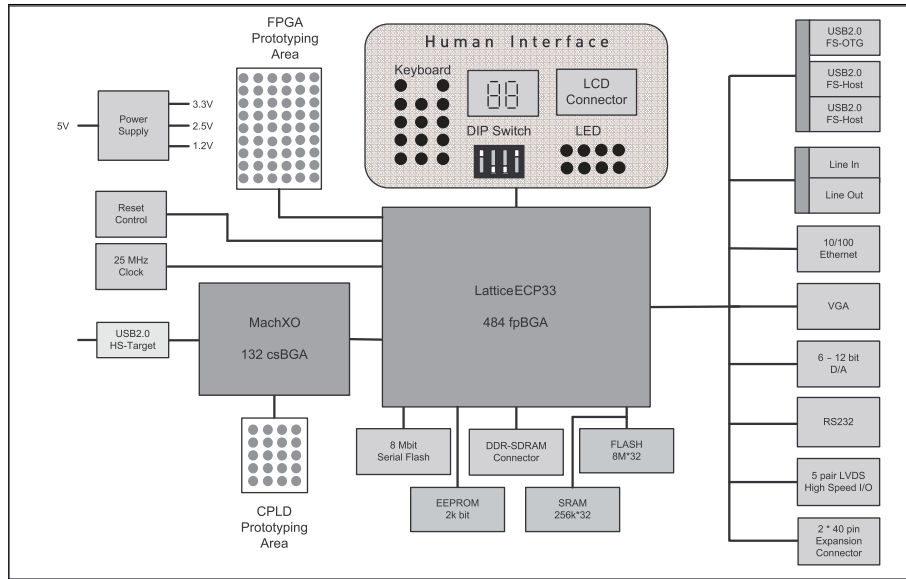 FPGA
Prototyping
Area
Human Interface
Keyboard
LCD
Connector
DIP Switch
LED
5V
Power
Supply
3.3V
2.5V
1.2V
Reset
Control
25 MHz
Clock
USB2.0
HS-Target
MachXO
132 csBGA
LatticeECP33
484 fpBGA
CPLD
Prototyping
Area
8 Mbit
Serial Flash
EEPROM
2k bit
DDR-SDRAM
Connector
SRAM
256k*32
FLASH
8M*32
USB2.0
FS-OTG
USB2.0
FS-Host
USB2.0
FS-Host
Line In
Line Out
10/100
Ethernet
VGA
6 – 12 bit
D/A
RS232
5 pair LVDS
High Speed I/O
2 * 40 pin
Expansion
Connector